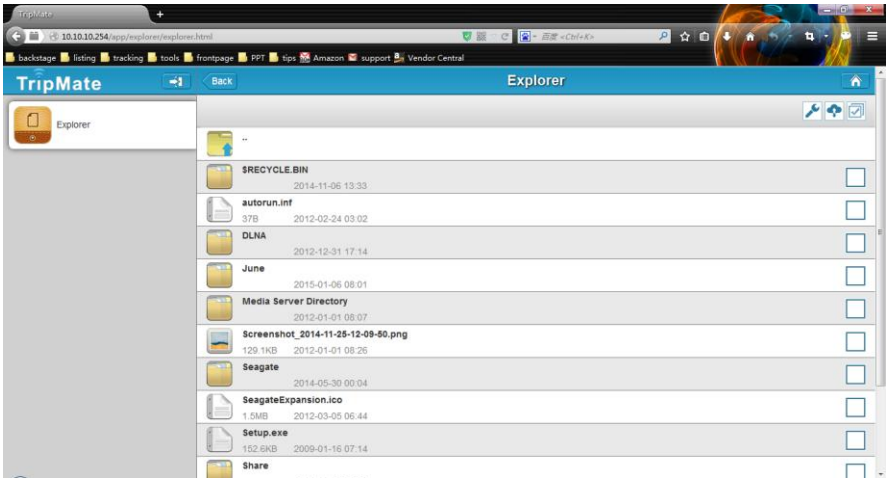 TripMate
10.10.10.254/app/explorer/explorer.html
百度 <Ctrl+K>
backstage listing tracking tools frontpage PPT tips Amazon support Vendor Central
TripMate Back Explorer
Explorer
..
$RECYCLE.BIN
2014-11-06 13:33
autorun.inf
37B 2012-02-24 03:02
DLNA
2012-12-31 17:14
June
2015-01-06 08:01
Media Server Directory
2012-01-01 08:07
Screenshot_2014-11-25-12-09-50.png
129.1KB 2012-01-01 08:26
Seagate
2014-05-30 00:04
SeagateExpansion.ico
1.5MB 2012-03-05 06:44
Setup.exe
152.6KB 2009-01-16 07:14
Share